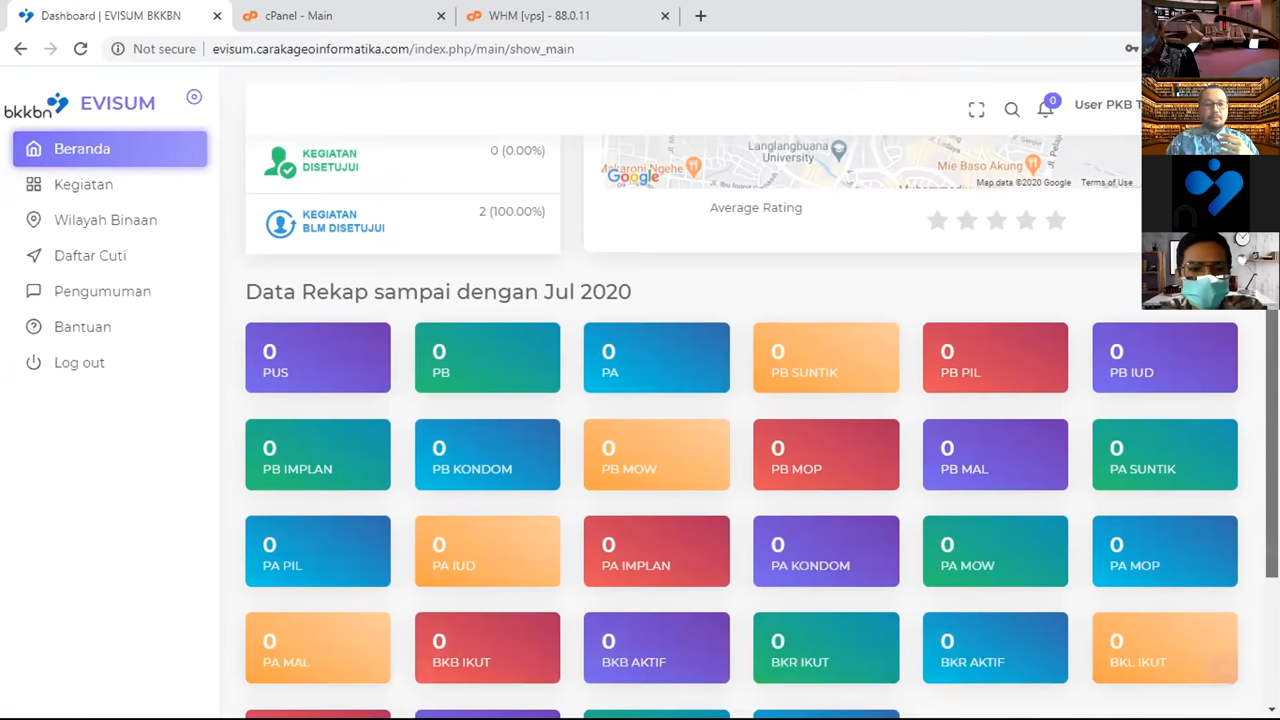 Dashboard | EVISUM BKKBN
cPanel - Main
WHM [vps] - 88.0.11
Not secure
evisum.carakageoinformatika.com/index.php/main/show_main
bkkbn
EVISUM
Beranda
Kegiatan
Wilayah Binaan
Daftar Cuti
Pengumuman
Bantuan
Log out
0
User PKB T
KEGIATAN
DISETUJUI
0 (0.00%)
KEGIATAN
BLM DISETUJUI
2 (100.00%)
Langlangbuana
University
Makaroni Ngehe
Mie Baso Akung
Google
Map data ©2020 Google
Terms of Use
Average Rating
Data Rekap sampai dengan Jul 2020
0
PUS
0
PB
0
PA
0
PB SUNTIK
0
PB PIL
0
PB IUD
0
PB IMPLAN
0
PB KONDOM
0
PB MOW
0
PB MOP
0
PB MAL
0
PA SUNTIK
0
PA PIL
0
PA IUD
0
PA IMPLAN
0
PA KONDOM
0
PA MOW
0
PA MOP
0
PA MAL
0
BKB IKUT
0
BKB AKTIF
0
BKR IKUT
0
BKR AKTIF
0
BKL IKUT